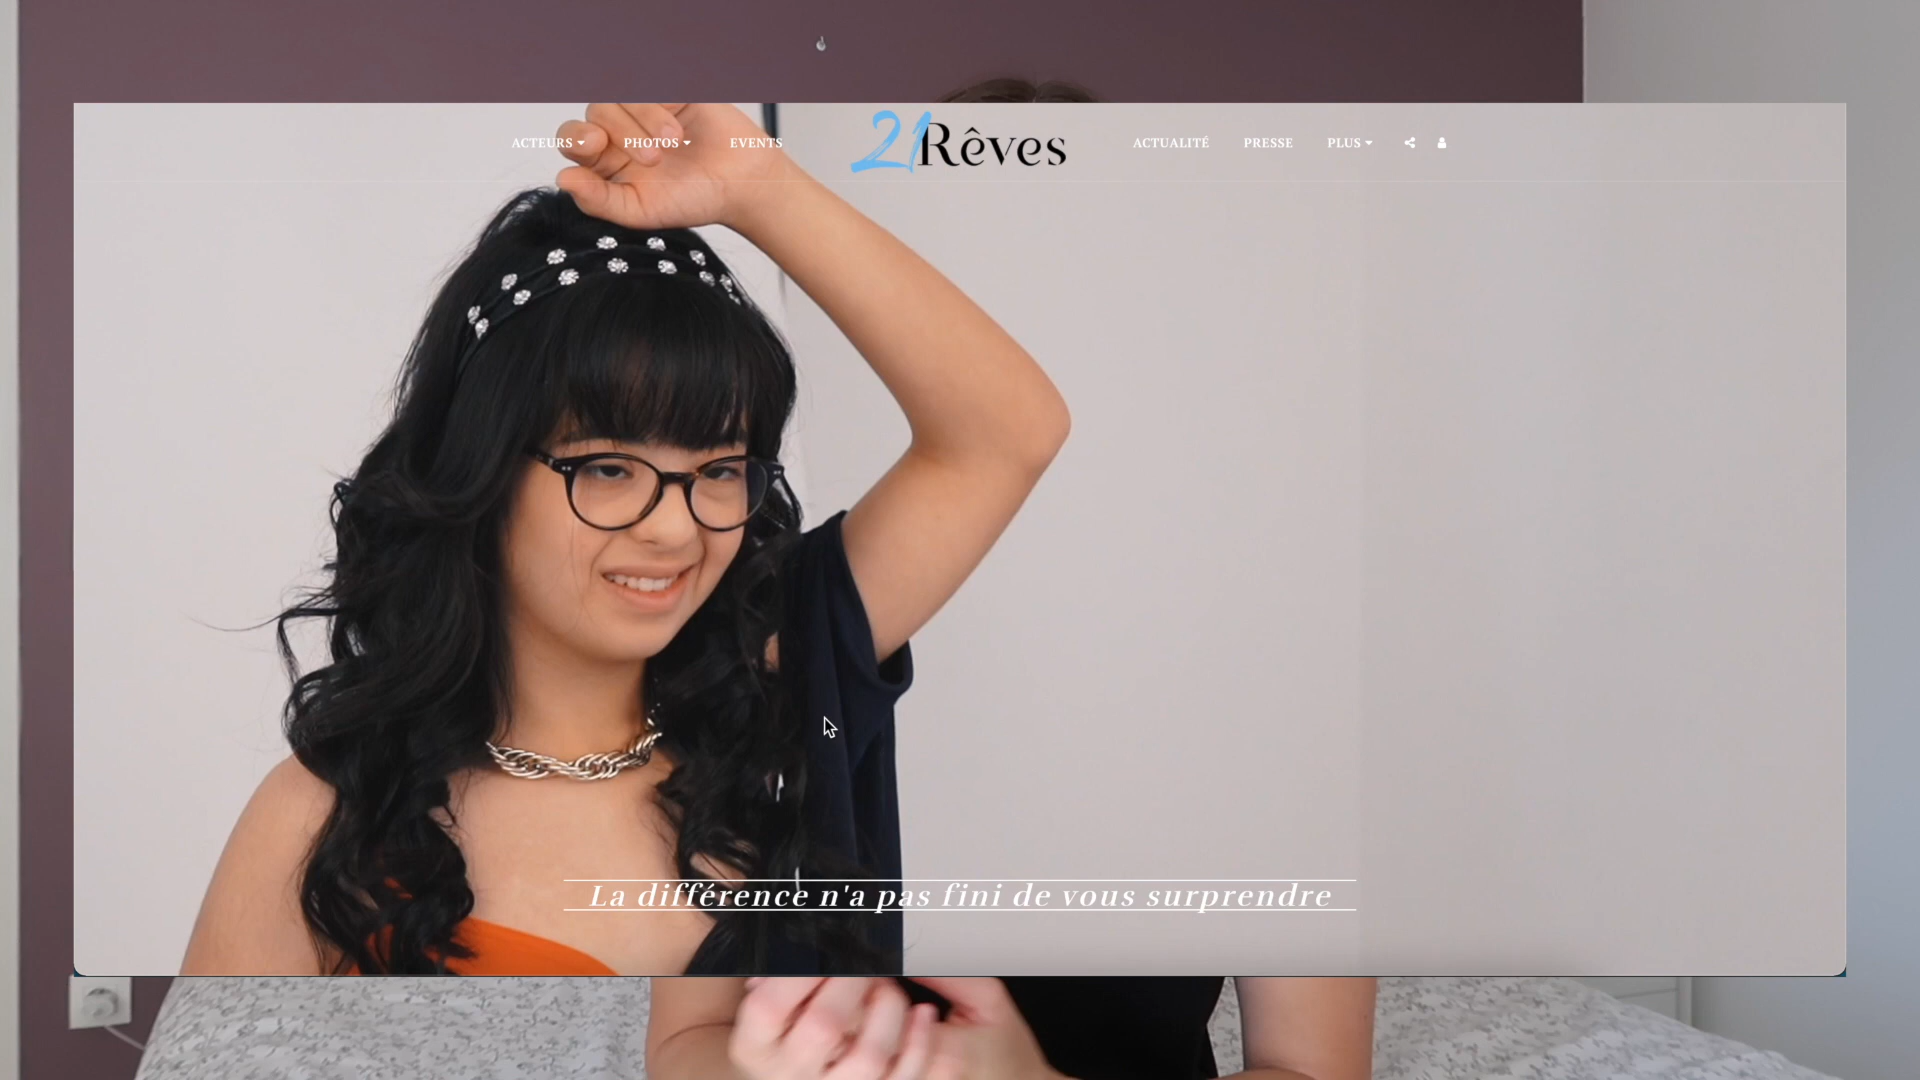 ACTEURS
PHOTOS
EVENTS
21Rêves
ACTUALITÉ
PRESSE
PLUS
La différence n'a pas fini de vous surprendre